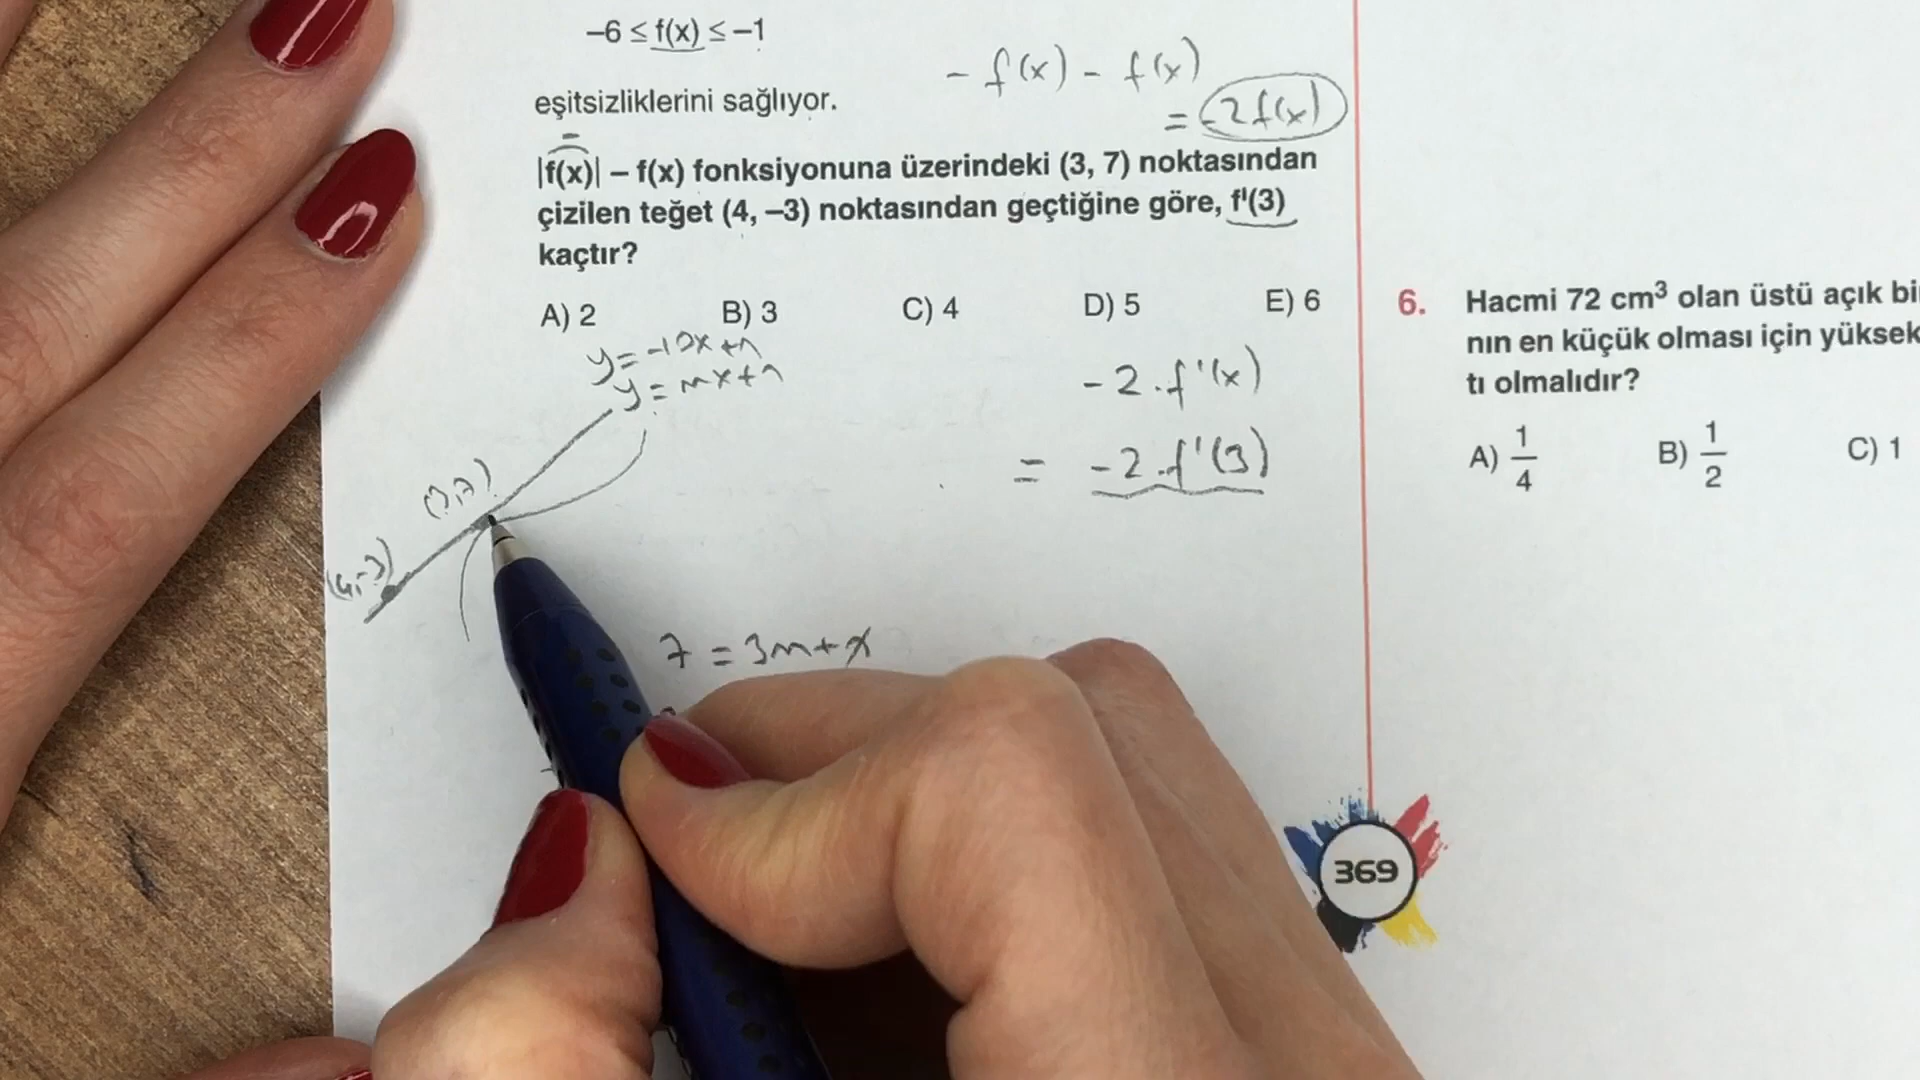 −6 ≤ f(x) ≤ −1
eşitsizliklerini sağlıyor.
- f(x) - f(x)
= -2f(x)
-
|f(x)| − f(x) fonksiyonuna üzerindeki (3, 7) noktasından
çizilen teğet (4, −3) noktasından geçtiğine göre, f'(3)
kaçtır?
A) 2 B) 3 C) 4 D) 5 E) 6
y=-10x+n
y=mx+n
(3,7)
(4,-3)
-2.f'(x)
= -2.f'(3)
7=3m+n
6. Hacmi 72 cm³ olan üstü açık
nın en küçük olması için
tı olmalıdır?
A) 1/4 B) 1/2 C) 1
369